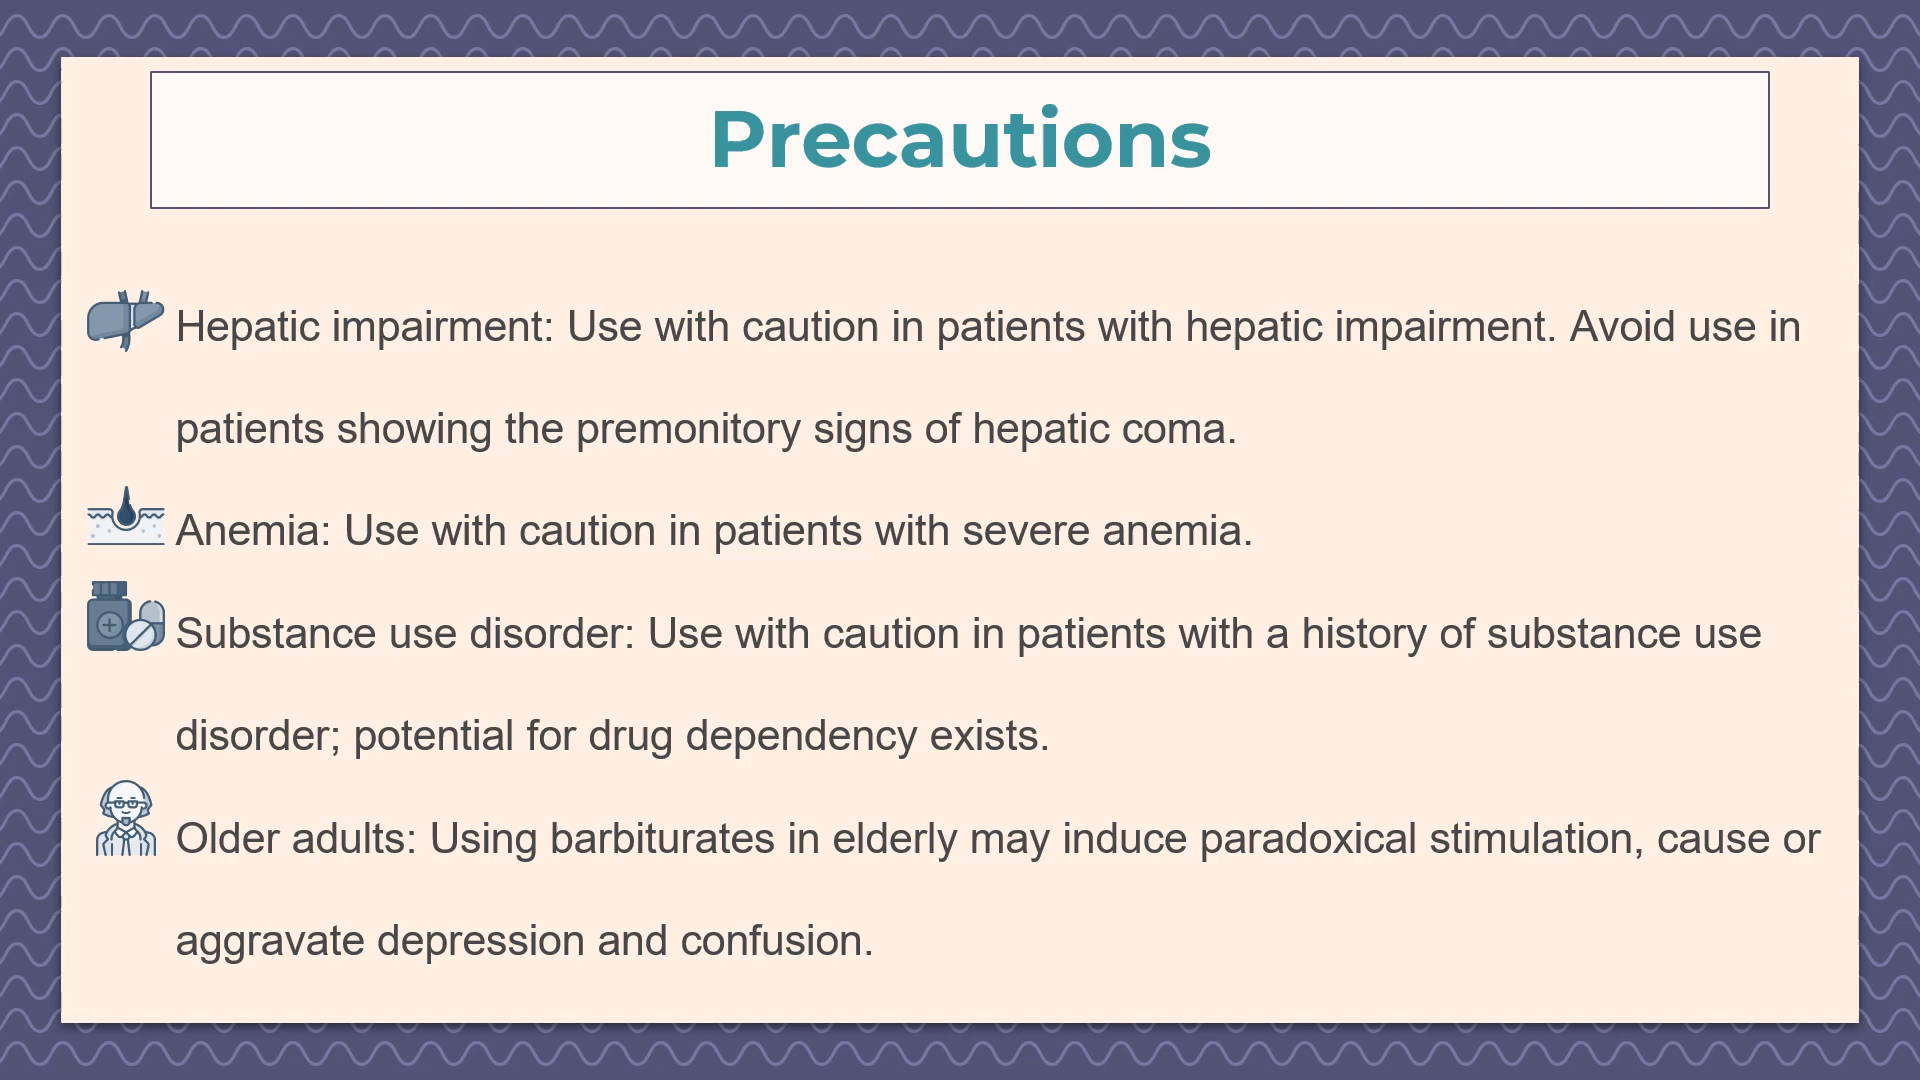 Precautions
Hepatic impairment: Use with caution in patients with hepatic impairment. Avoid use in
patients showing the premonitory signs of hepatic coma.
Anemia: Use with caution in patients with severe anemia.
Substance use disorder: Use with caution in patients with a history of substance use
disorder; potential for drug dependency exists.
Older adults: Using barbiturates in elderly may induce paradoxical stimulation, cause or
aggravate depression and confusion.